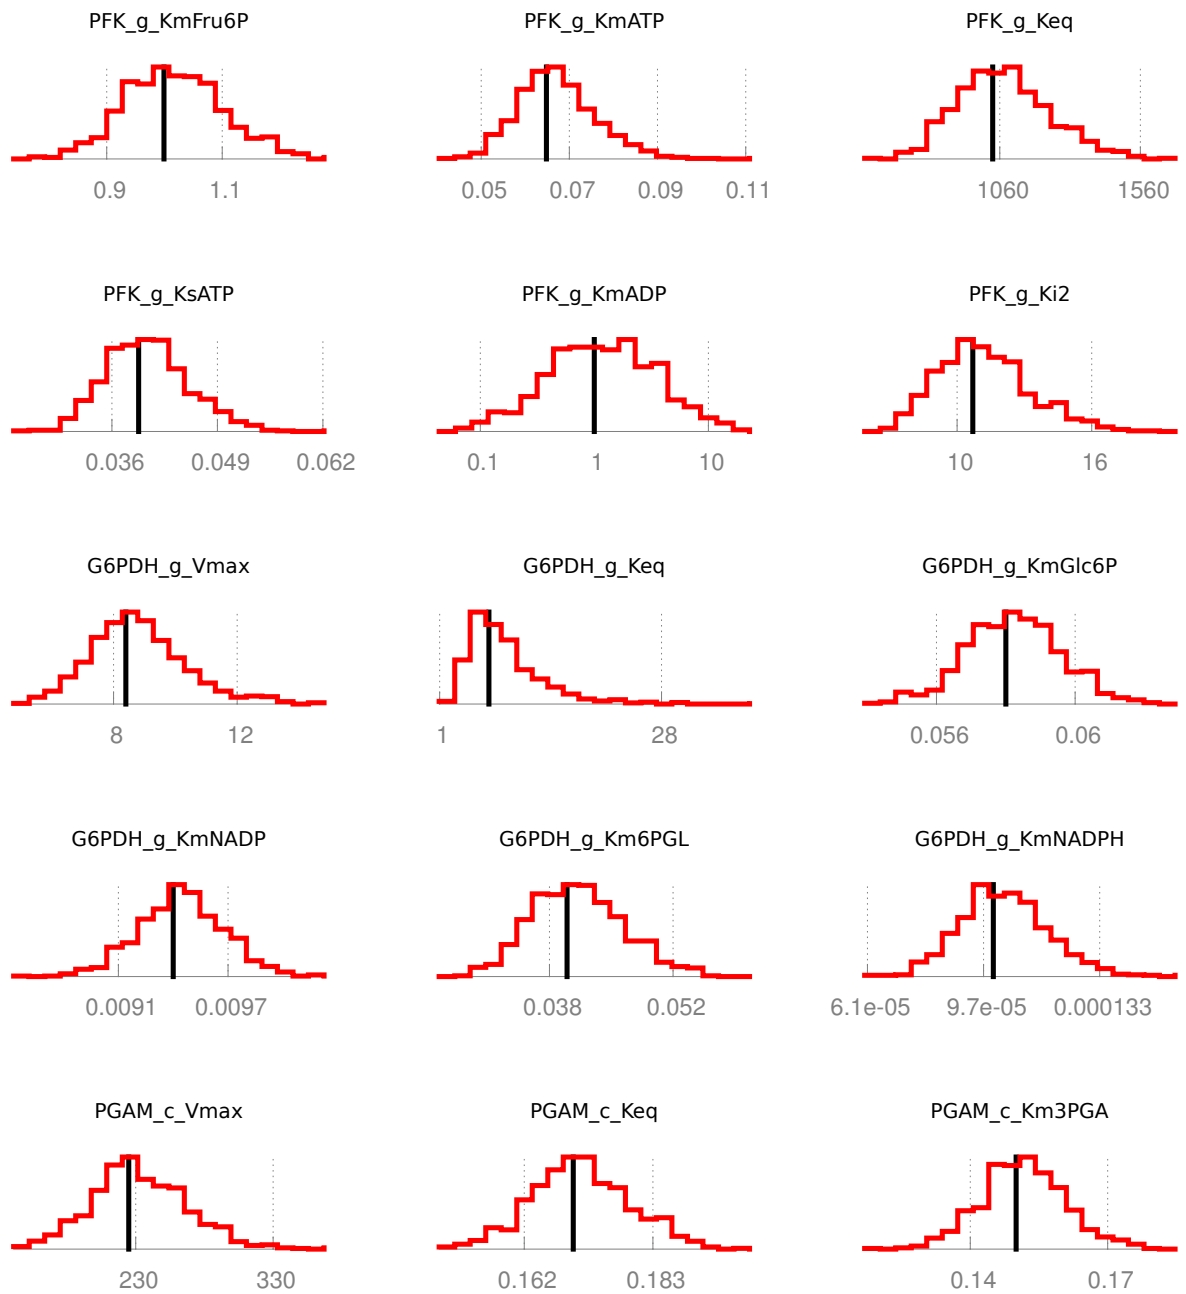 PFK_g_KmFru6P PFK_g_KmATP PFK_g_Keq
0.9 1.1 0.05 0.07 0.09 0.11 1060 1560
PFK_g_KsATP PFK_g_KmADP PFK_g_Ki2
0.036 0.049 0.062 0.1 1 10 10 16
G6PDH_g_Vmax G6PDH_g_Keq G6PDH_g_KmGlc6P
8 12 1 28 0.056 0.06
G6PDH_g_KmNADP G6PDH_g_Km6PGL G6PDH_g_KmNADPH
0.0091 0.0097 0.038 0.052 6.1e-05 9.7e-05 0.000133
PGAM_c_Vmax PGAM_c_Keq PGAM_c_Km3PGA
230 330 0.162 0.183 0.14 0.17